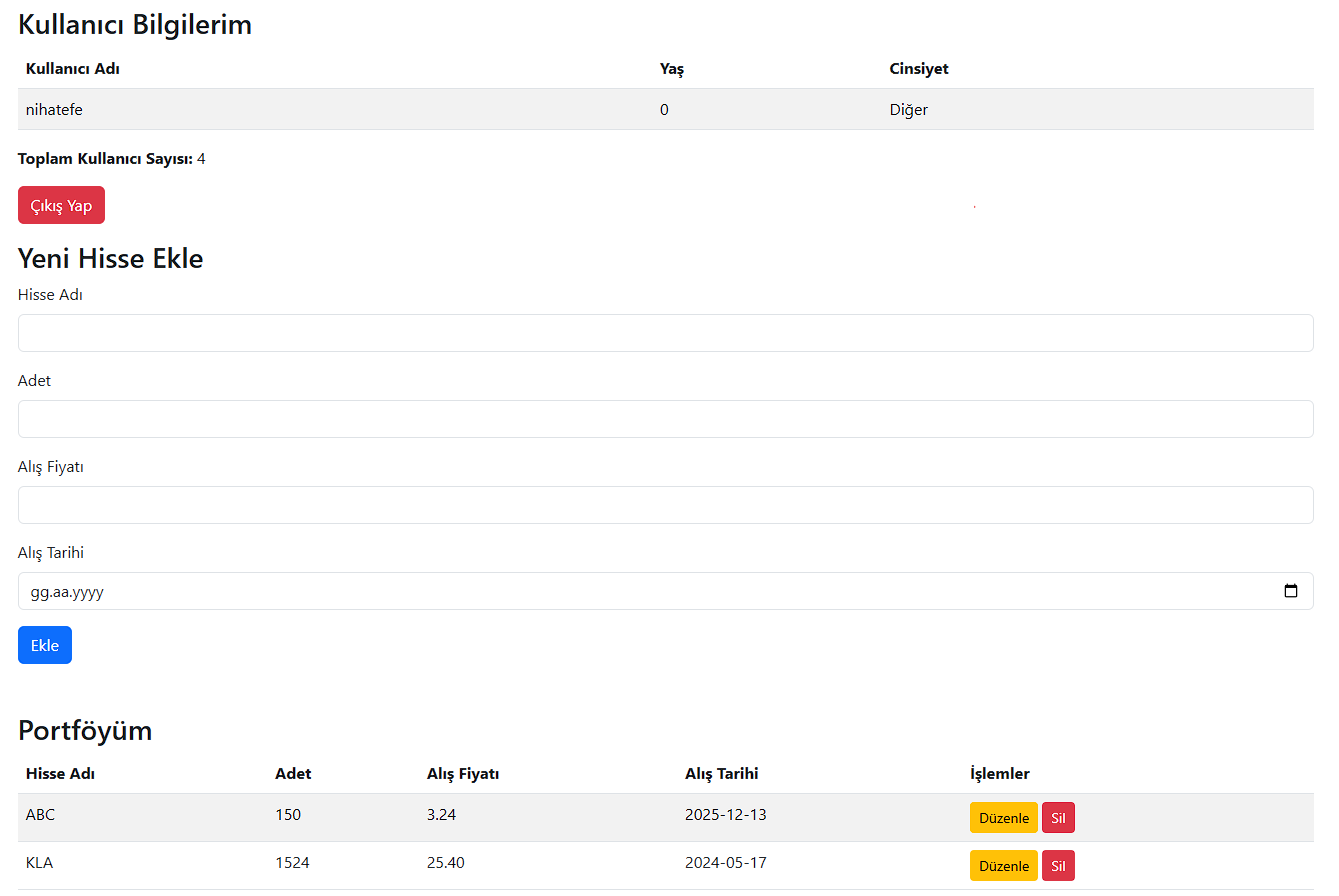 Kullanıcı Bilgilerim
Kullanıcı Adı Yaş Cinsiyet
nihatefe 0 Diğer
Toplam Kullanıcı Sayısı: 4
Çıkış Yap
Yeni Hisse Ekle
Hisse Adı
Adet
Alış Fiyatı
Alış Tarihi
gg.aa.yyyy
Ekle
Portföyüm
Hisse Adı Adet Alış Fiyatı Alış Tarihi İşlemler
ABC 150 3.24 2025-12-13 Düzenle Sil
KLA 1524 25.40 2024-05-17 Düzenle Sil